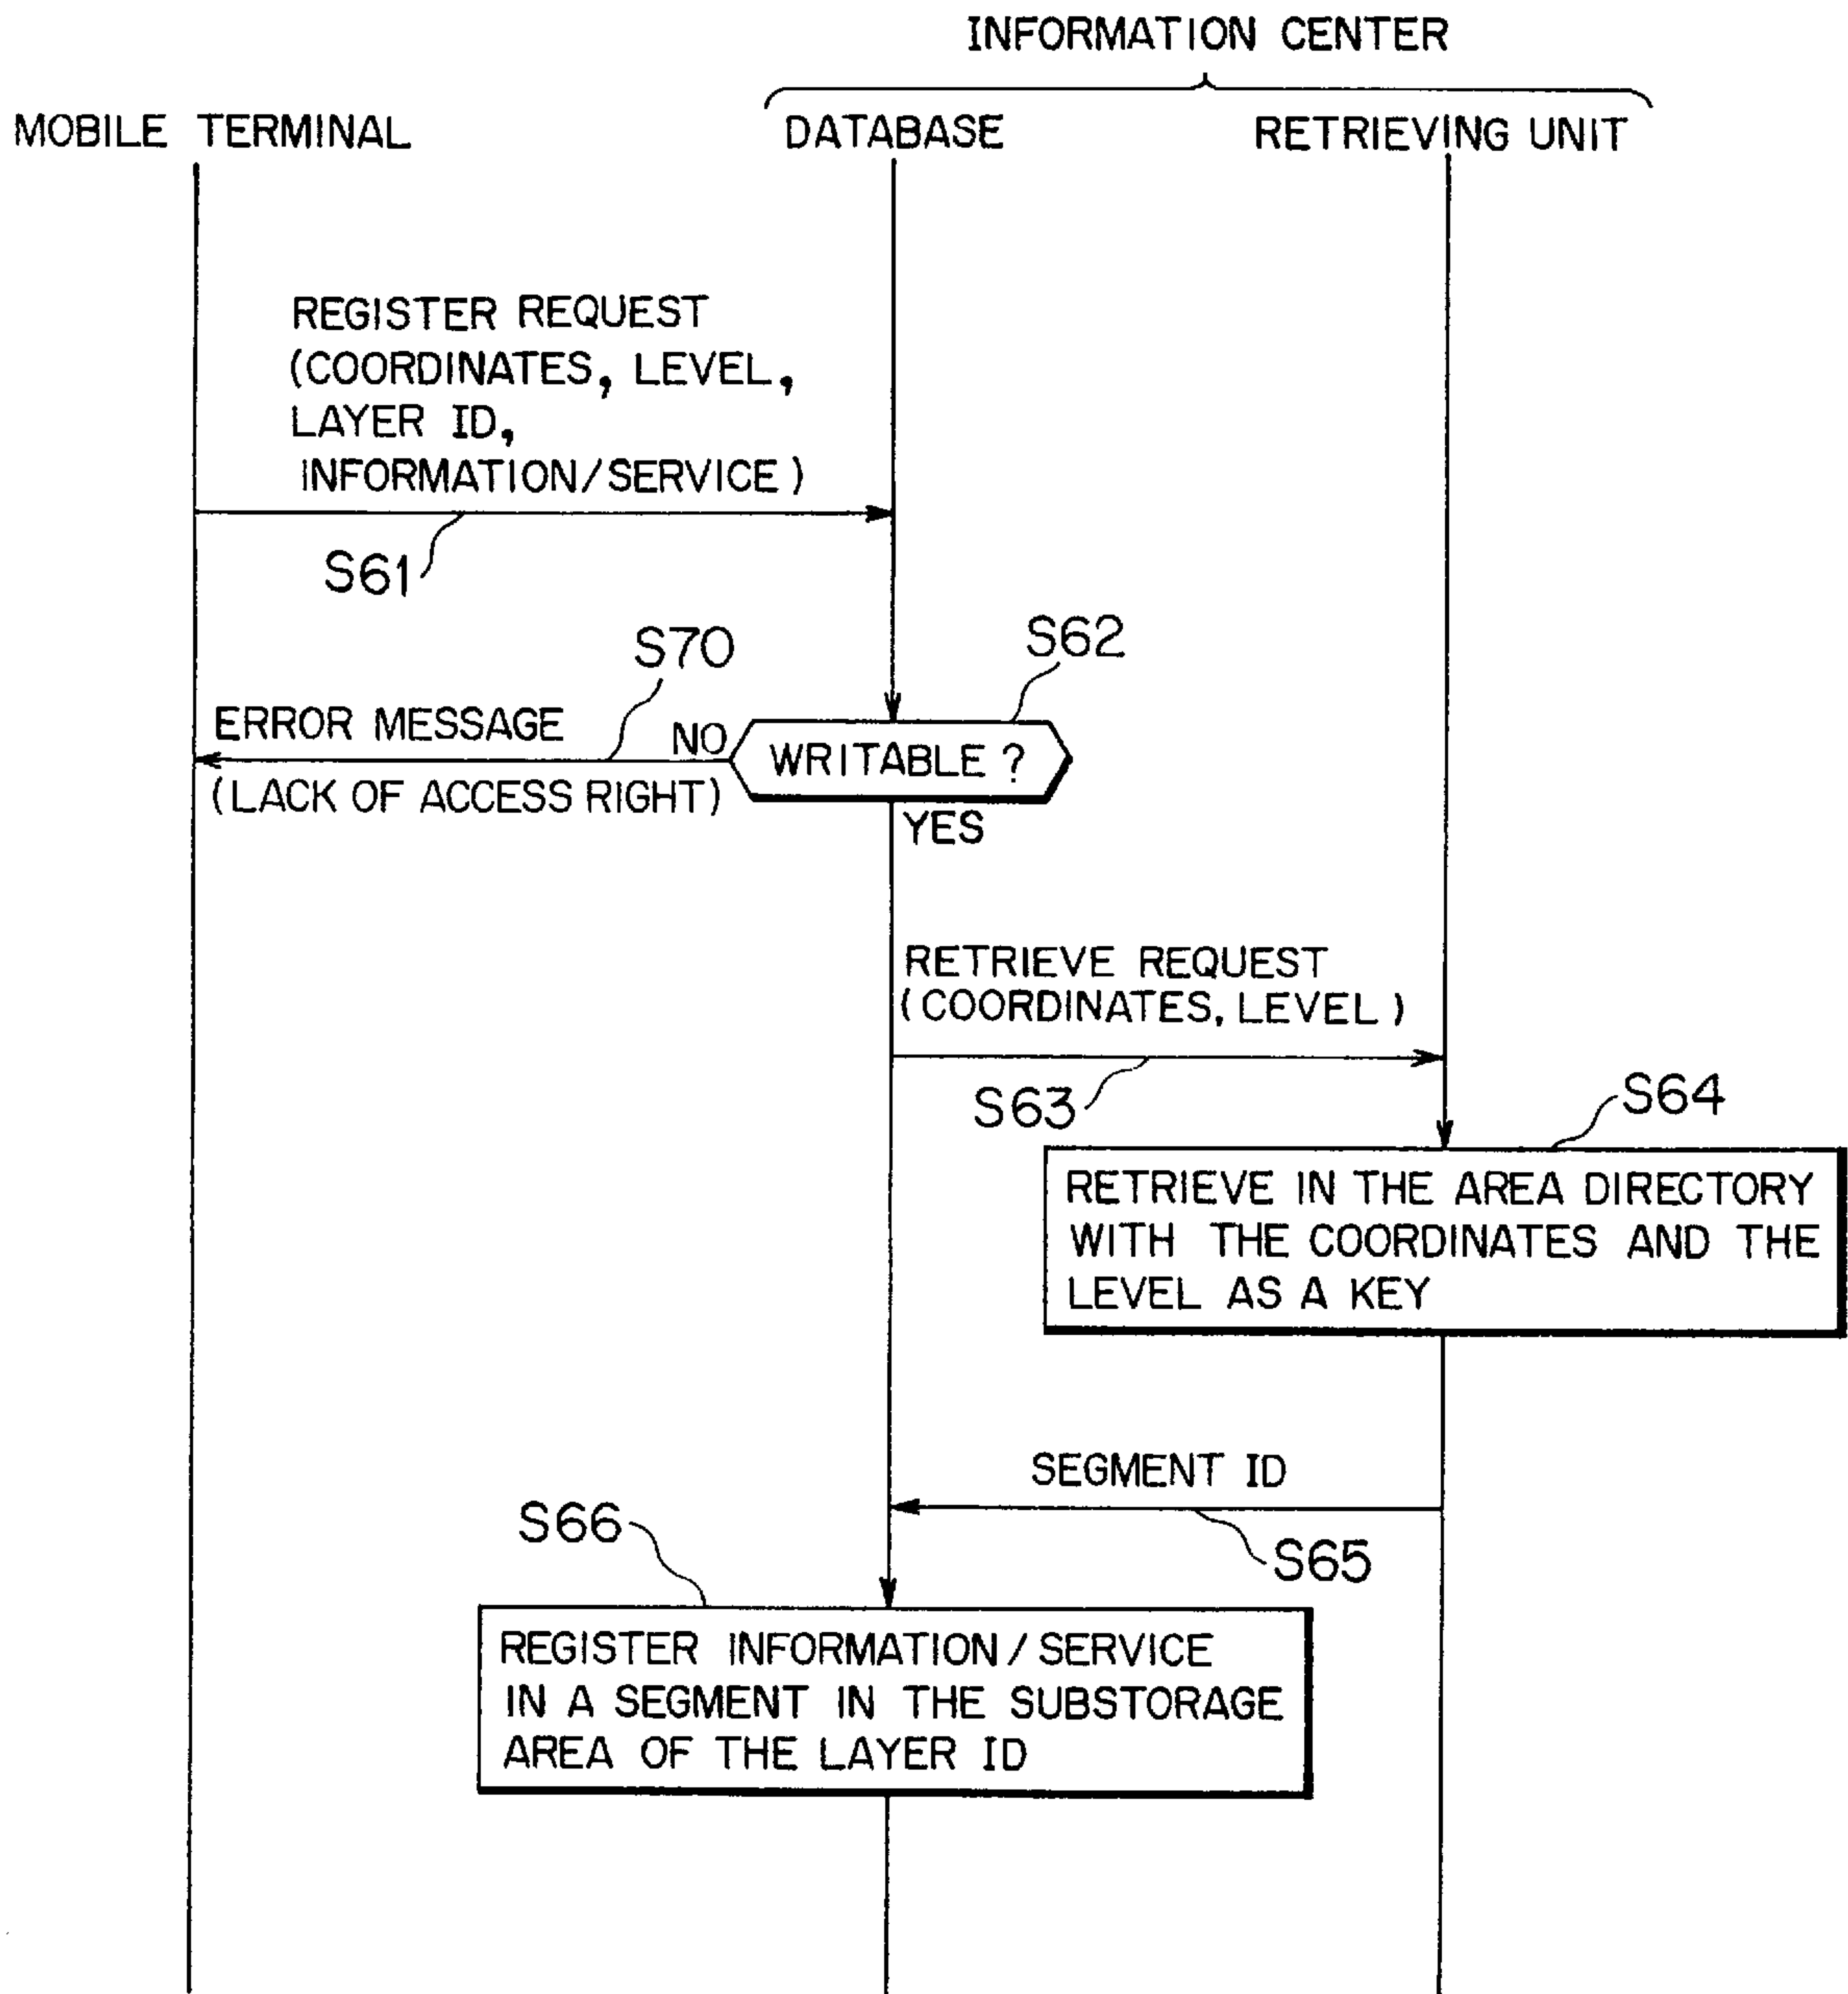 INFORMATION CENTER
MOBILE TERMINAL
DATABASE
RETRIEVING UNIT
REGISTER REQUEST
(COORDINATES, LEVEL,
LAYER ID,
INFORMATION/SERVICE)
S61
S70
S62
ERROR MESSAGE
NO
WRITABLE ?
(LACK OF ACCESS RIGHT)
YES
RETRIEVE REQUEST
(COORDINATES, LEVEL)
S63
S64
RETRIEVE IN THE AREA DIRECTORY
WITH THE COORDINATES AND THE
LEVEL AS A KEY
SEGMENT ID
S66
S65
REGISTER INFORMATION/SERVICE
IN A SEGMENT IN THE SUBSTORAGE
AREA OF THE LAYER ID